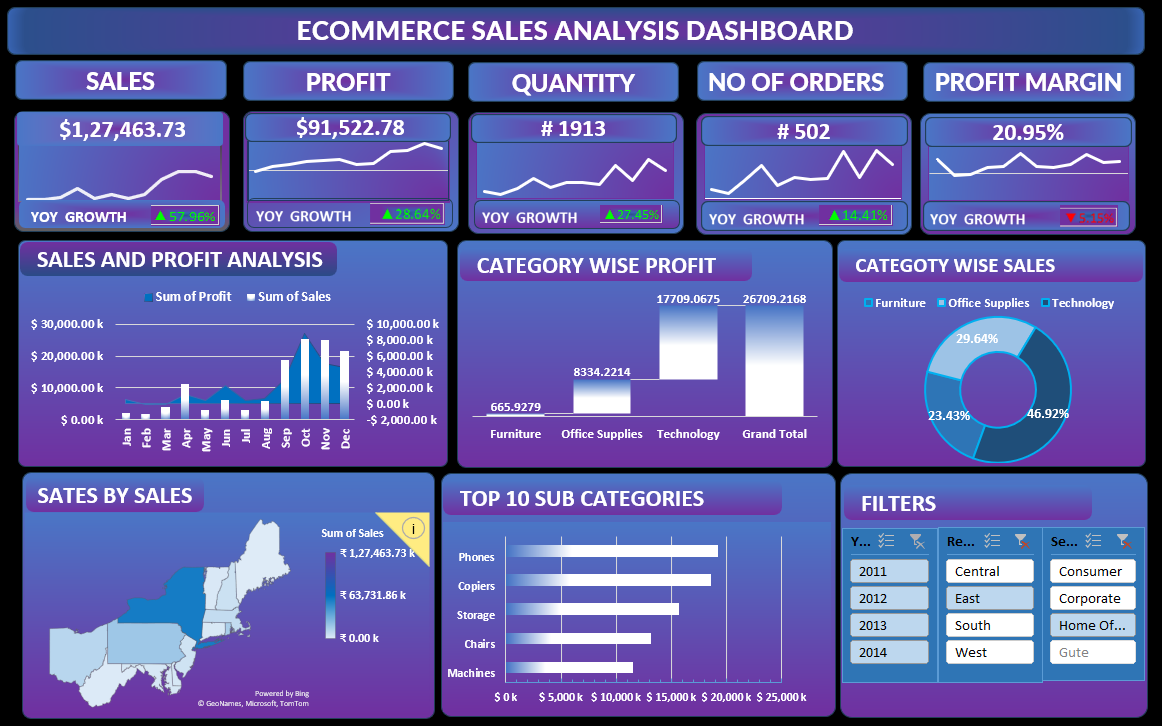 ECOMMERCE SALES ANALYSIS DASHBOARD
SALES
PROFIT
QUANTITY
NO OF ORDERS
PROFIT MARGIN
$1,27,463.73
$91,522.78
# 1913
# 502
20.95%
YOY GROWTH
▲ 57.96%
YOY GROWTH
▲ 28.64%
YOY GROWTH
▲ 27.45%
YOY GROWTH
▲ 14.41%
YOY GROWTH
SALES AND PROFIT ANALYSIS
Sum of Profit
Sum of Sales
$ 30,000.00 k
$ 20,000.00 k
$ 10,000.00 k
$ 0.00 k
$ 10,000.00 k
$ 8,000.00 k
$ 6,000.00 k
$ 4,000.00 k
$ 2,000.00 k
$ 0.00 k
-$ 2,000.00 k
Jan
Feb
Mar
Apr
May
Jun
Jul
Aug
Sep
Oct
Nov
Dec
CATEGORY WISE PROFIT
17709.0675
26709.2168
8334.2214
665.9279
Furniture
Office Supplies
Technology
Grand Total
CATEGOTY WISE SALES
Furniture
Office Supplies
Technology
29.64%
23.43%
46.92%
SATES BY SALES
Sum of Sales
i
₹ 1,27,463.73 k
₹ 63,731.86 k
₹ 0.00 k
Powered by Bing
© GeoNames, Microsoft, TomTom
TOP 10 SUB CATEGORIES
Phones
Copiers
Storage
Chairs
Machines
$ 0 k
$ 5,000 k
$ 10,000 k
$ 15,000 k
$ 20,000 k
$ 25,000 k
FILTERS
Y...
Re...
Se...
2011
2012
2013
2014
Central
East
South
West
Consumer
Corporate
Home Of...
Gute